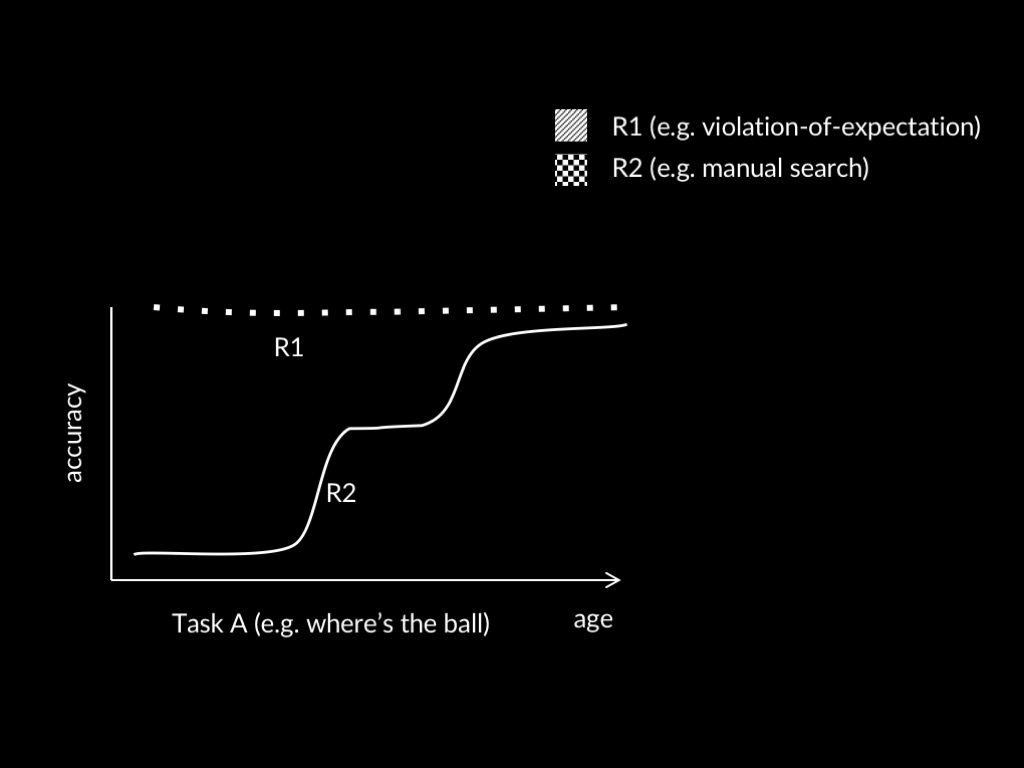 R1 (e.g. violation-of-expectation)
R2 (e.g. manual search)
R1
accuracy
R2
Task A (e.g. where’s the ball)
age